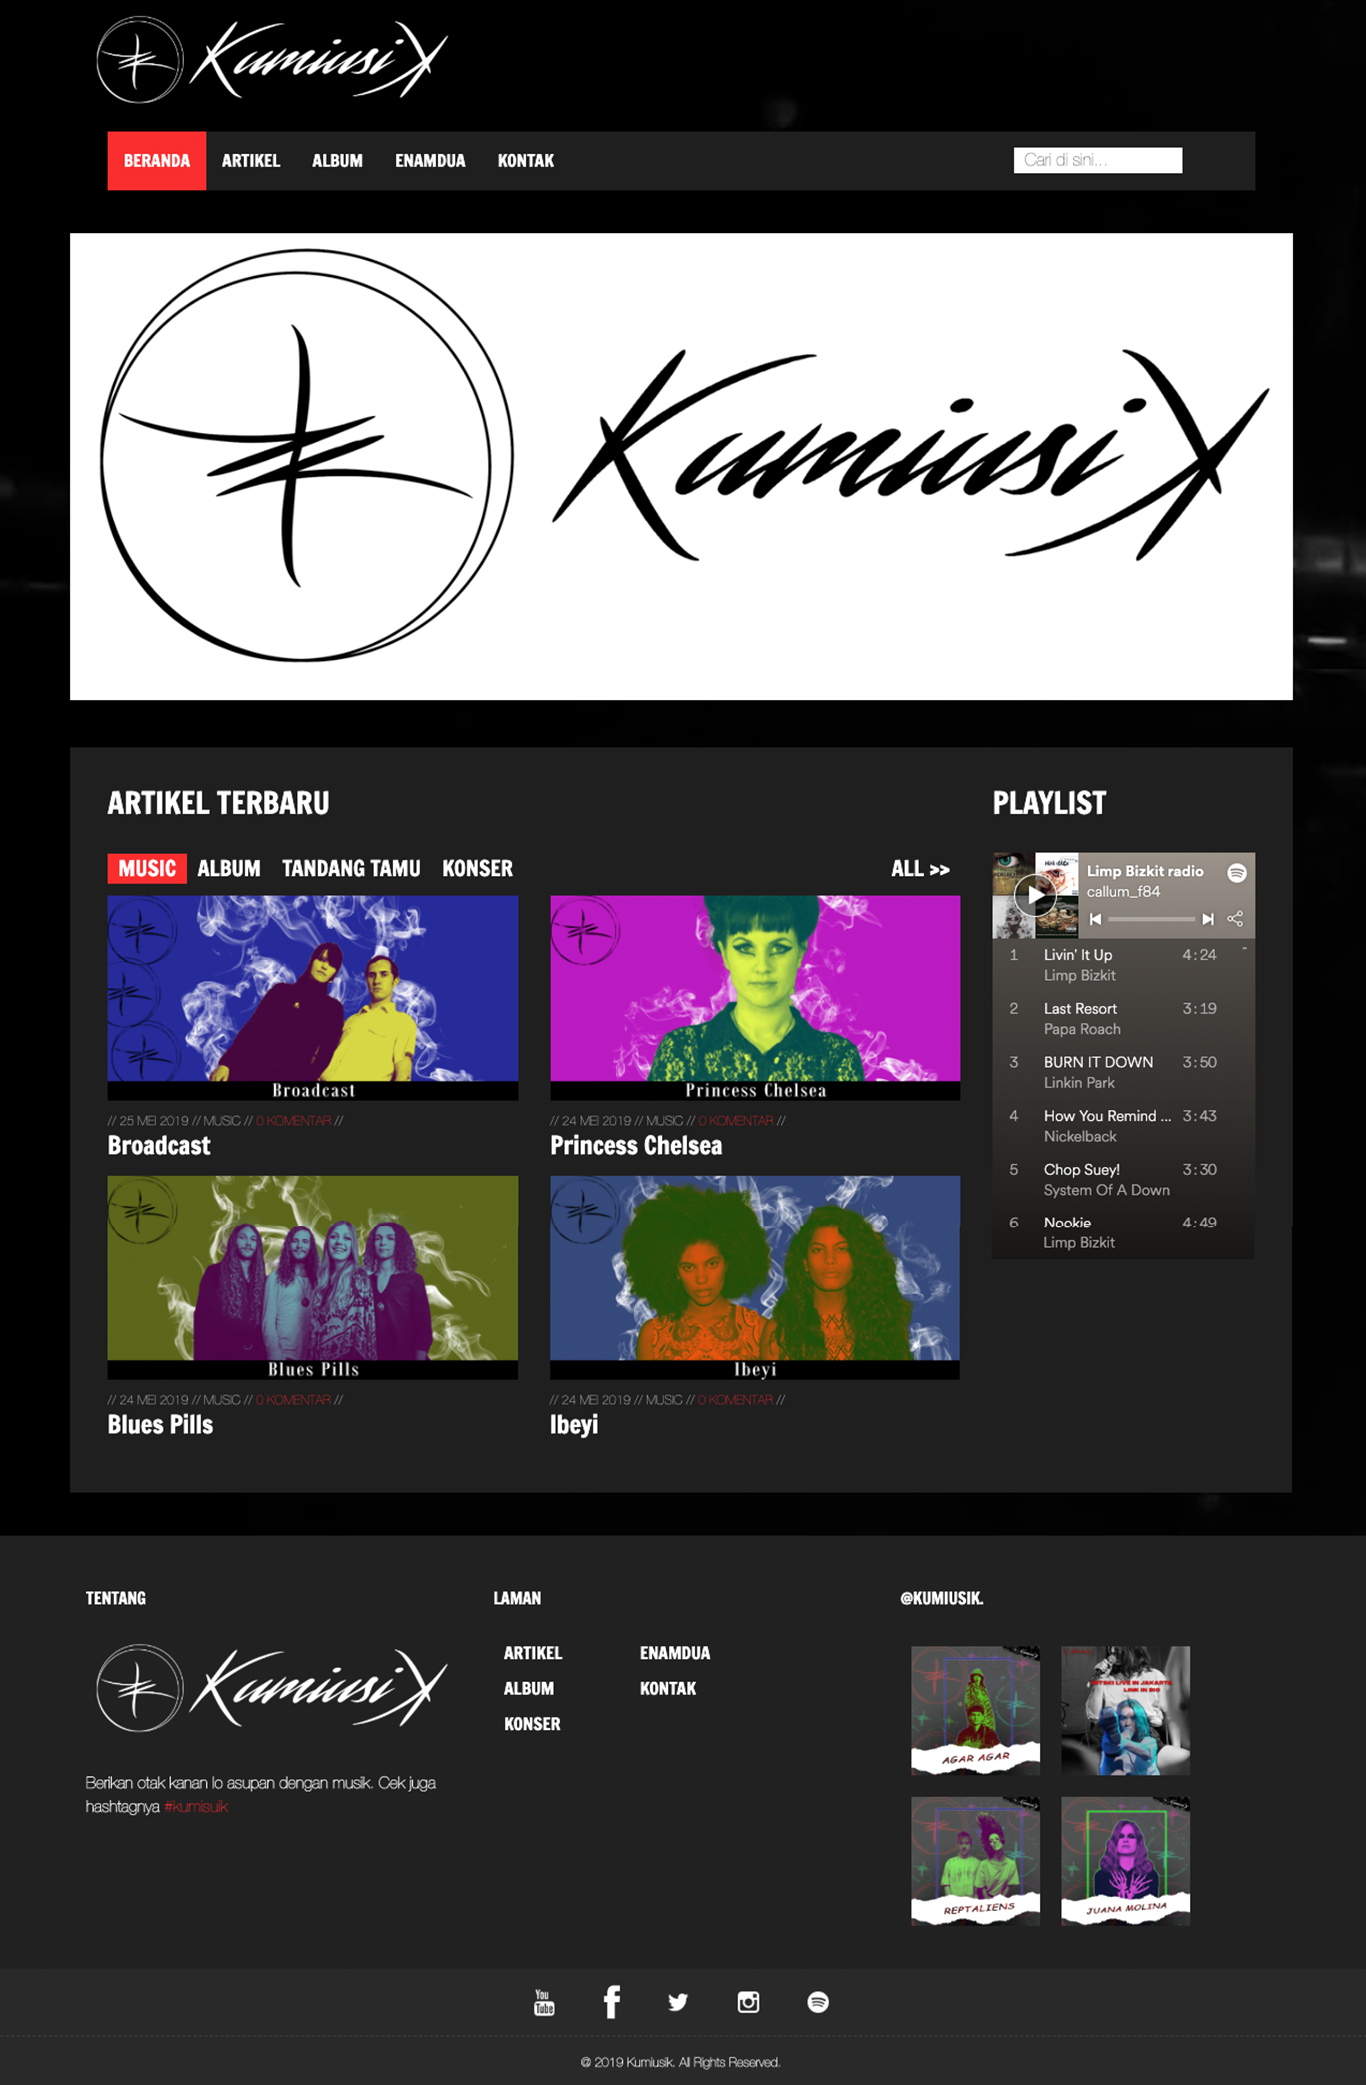 KumiusiK
BERANDA ARTIKEL ALBUM ENAMDUA KONTAK Cari di sini...
KumiusiK
ARTIKEL TERBARU
MUSIC ALBUM TANDANG TAMU KONSER ALL >>
Broadcast
// 25 MEI 2019 // MUSIC // 0 KOMENTAR //
Broadcast
Princess Chelsea
// 24 MEI 2019 // MUSIC // 0 KOMENTAR //
Princess Chelsea
Blues Pills
// 24 MEI 2019 // MUSIC // 0 KOMENTAR //
Blues Pills
Ibeyi
// 24 MEI 2019 // MUSIC // 0 KOMENTAR //
Ibeyi
PLAYLIST
Limp Bizkit radio
callum_f84
1 Livin' It Up 4:24
Limp Bizkit
2 Last Resort 3:19
Papa Roach
3 BURN IT DOWN 3:50
Linkin Park
4 How You Remind ... 3:43
Nickelback
5 Chop Suey! 3:30
System Of A Down
6 Nookie 4:49
Limp Bizkit
TENTANG
KumiusiK
Berikan otak kanan lo asupan dengan musik. Cek juga
hashtagnya #kumisuik
LAMAN
ARTIKEL
ALBUM
KONSER
ENAMDUA
KONTAK
@KUMIUSIK.
AGAR AGAR
LIVE IN JAKARTA
LINK IN BIO
REPTALIENS
JUANA MOLINA
You
Tube
@ 2019 Kumiusik. All Rights Reserved.